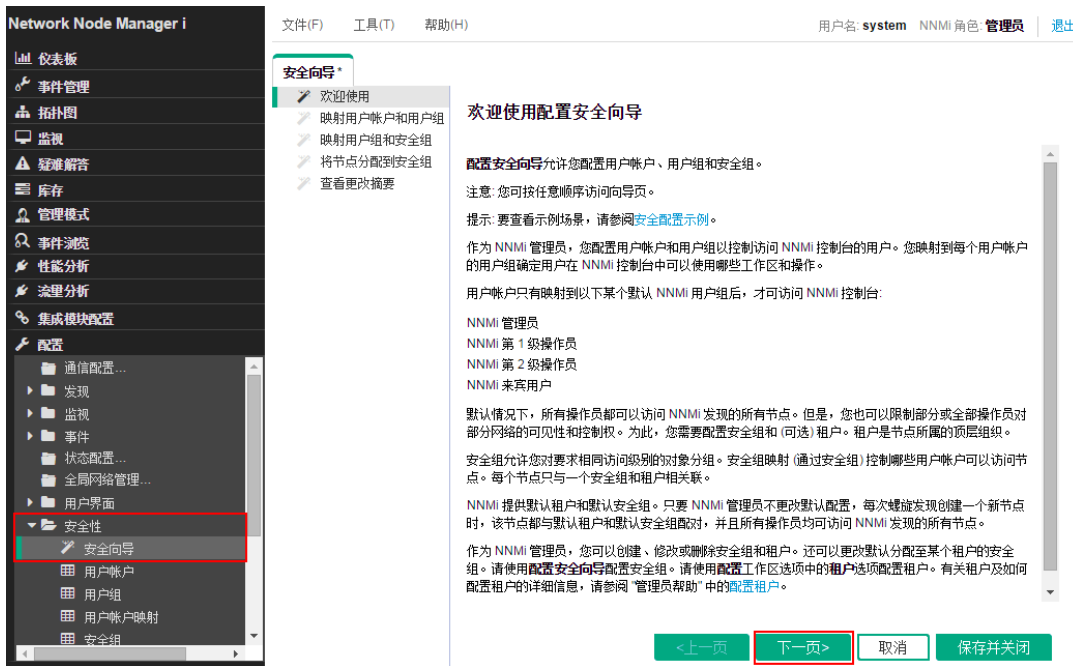 Network Node Manager i
文件(F) 工具(T) 帮助(H) 用户名: system NNMi 角色: 管理员 退出
仪表板
事件管理
拓扑图
监视
疑难解答
库存
管理模式
事件浏览
性能分析
流里分析
集成模块配置
配置
通信配置...
发现
监视
事件
状态配置...
全局网络管理...
用户界面
安全性
安全向导
用户帐户
用户组
用户帐户映射
安全组
安全向导*
欢迎使用
映射用户帐户和用户组
映射用户组和安全组
将节点分配到安全组
查看更改摘要
欢迎使用配置安全向导
配置安全向导允许您配置用户帐户、用户组和安全组。
注意: 您可按任意顺序访问向导页。
提示: 要查看示例场景，请参阅安全配置示例。
作为 NNMi 管理员，您配置用户帐户和用户组以控制访问 NNMi 控制台的用户。您映射到每个用户帐户
的用户组确定用户在 NNMi 控制台中可以使用哪些工作区和操作。
用户帐户只有映射到以下某个默认 NNMi 用户组后，才可访问 NNMi 控制台:
NNMi 管理员
NNMi 第 1 级操作员
NNMi 第 2 级操作员
NNMi 来宾用户
默认情况下，所有操作员都可以访问 NNMi 发现的所有节点。但是，您也可以限制部分或全部操作员对
部分网络的可见性和控制权。为此，您需要配置安全组和 (可选) 租户。租户是节点所属的顶层组织。
安全组允许您对要求相同访问级别的对象分组。安全组映射 (通过安全组) 控制哪些用户帐户可以访问节
点。每个节点只与一个安全组和租户相关联。
NNMi 提供默认租户和默认安全组。只要 NNMi 管理员不更改默认配置，每次螺旋发现创建一个新节点
时，该节点都与默认租户和默认安全组配对，并且所有操作员均可访问 NNMi 发现的所有节点。
作为 NNMi 管理员，您可以创建、修改或删除安全组和租户。还可以更改默认分配至某个租户的安全
组。请使用配置安全向导配置安全组。请使用配置工作区选项中的租户选项配置租户。有关租户及如何
配置租户的详细信息，请参阅 "管理员帮助" 中的配置租户。
<上一页 下一页> 取消 保存并关闭